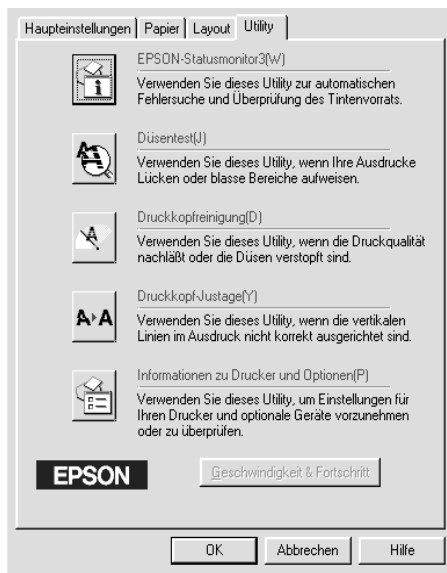 Haupteinstellungen Papier Layout Utility
EPSON-Statusmonitor3(W)
Verwenden Sie dieses Utility zur automatischen
Fehlersuche und Überprüfung des Tintenvorrats.
Düsentest(J)
Verwenden Sie dieses Utility, wenn Ihre Ausdrucke
Lücken oder blasse Bereiche aufweisen.
Druckkopfreinigung(D)
Verwenden Sie dieses Utility, wenn die Druckqualität
nachläßt oder die Düsen verstopft sind.
Druckkopf-Justage(Y)
Verwenden Sie dieses Utility, wenn die vertikalen
Linien im Ausdruck nicht korrekt ausgerichtet sind.
Informationen zu Drucker und Optionen(P)
Verwenden Sie dieses Utility, um Einstellungen für
Ihren Drucker und optionale Geräte vorzunehmen
oder zu überprüfen.
EPSON Geschwindigkeit & Fortschritt
OK Abbrechen Hilfe